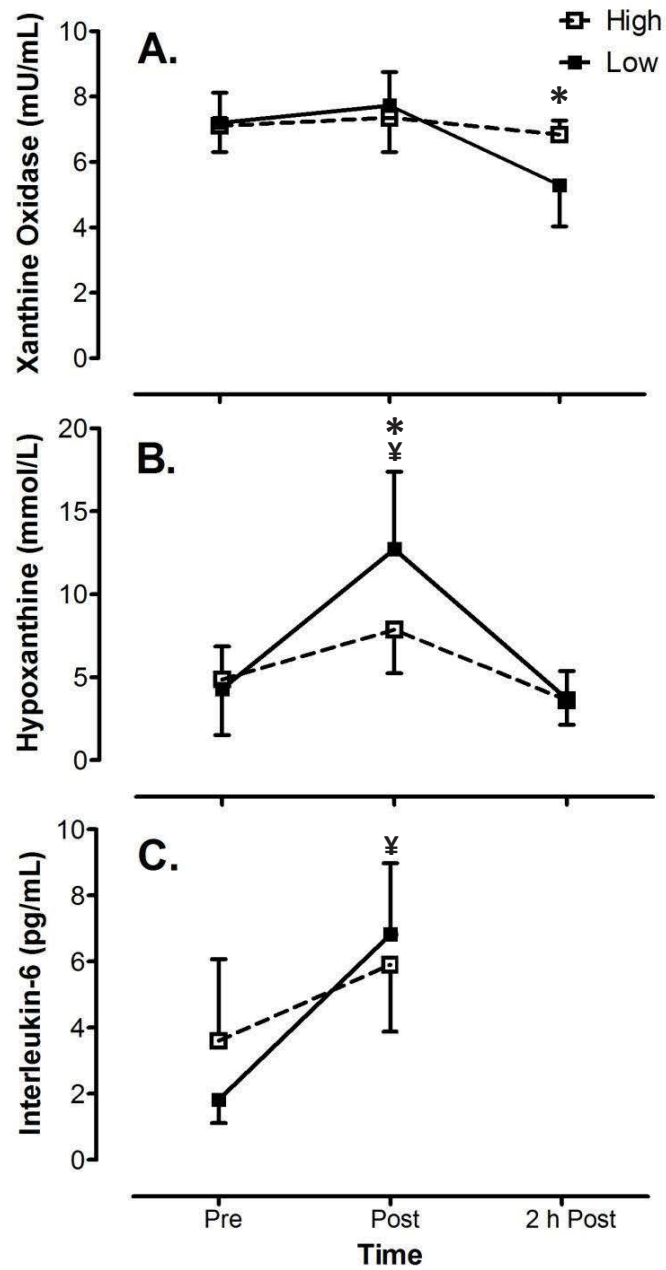 High
Low
A.
Xanthine Oxidase (mU/mL)
10
8
6
4
2
0
*
B.
Hypoxanthine (mmol/L)
20
15
10
5
0
*
¥
C.
Interleukin-6 (pg/mL)
10
8
6
4
2
0
¥
Pre Post 2 h Post
Time